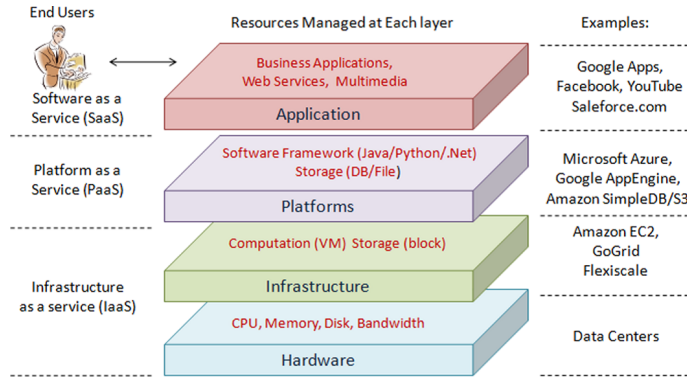 End Users
Resources Managed at Each layer
Examples:
Business Applications,
Web Services, Multimedia
Application
Software as a
Service (SaaS)
Google Apps,
Facebook, YouTube
Saleforce.com
Platform as a
Service (PaaS)
Software Framework (Java/Python/.Net)
Storage (DB/File)
Platforms
Microsoft Azure,
Google AppEngine,
Amazon SimpleDB/S3
Infrastructure
as a service (IaaS)
Computation (VM) Storage (block)
Infrastructure
Amazon EC2,
GoGrid
Flexiscale
CPU, Memory, Disk, Bandwidth
Hardware
Data Centers